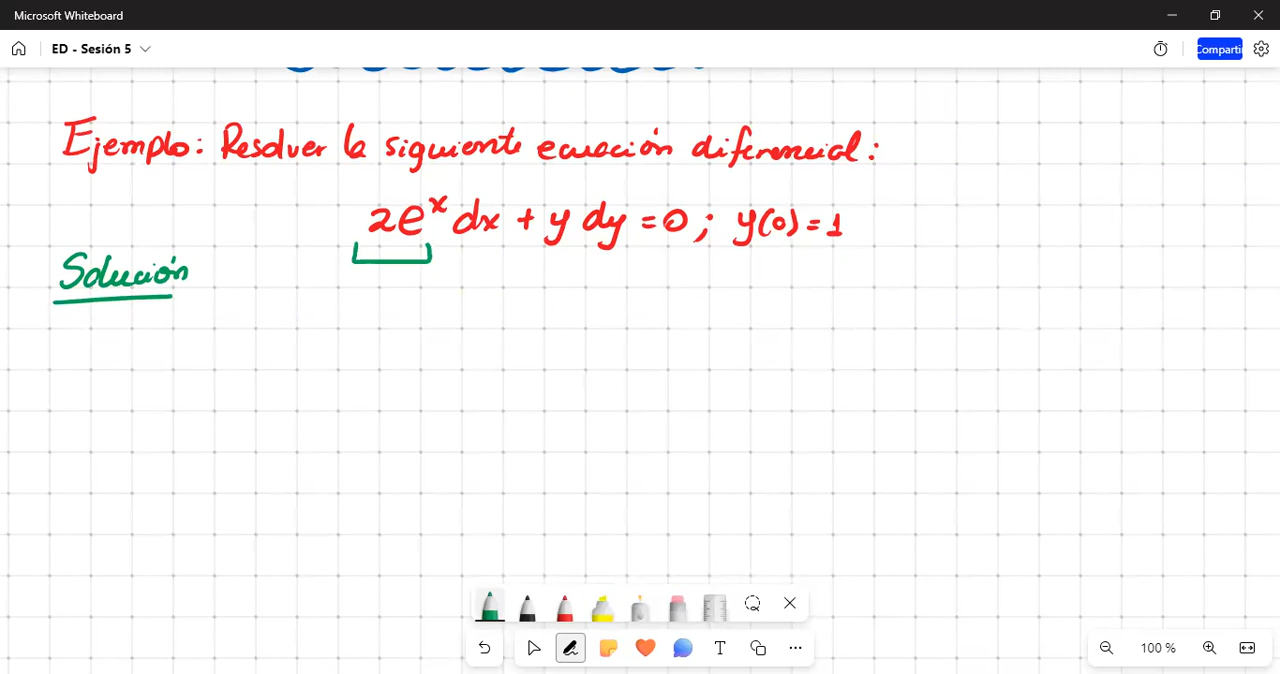 Microsoft Whiteboard
ED - Sesión 5
Compartir
Ejemplo: Resolver la siguiente ecuación diferencial:
2e^x dx + y dy = 0 ; y(0) = 1
Solución
100 %